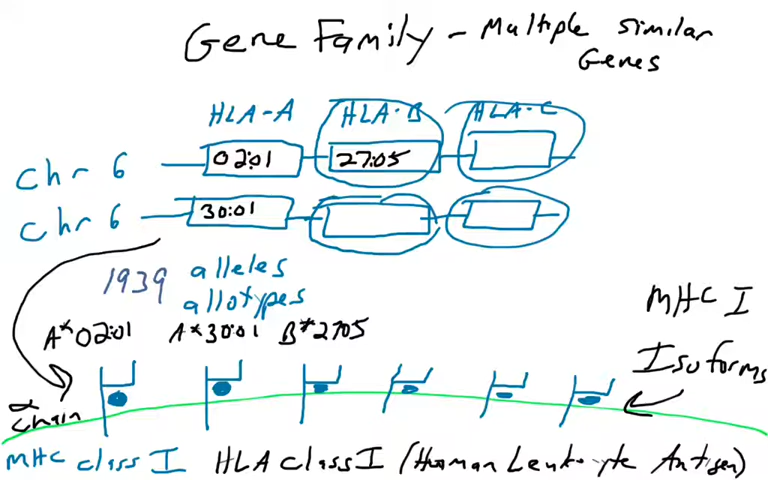 Gene Family - Multiple similar
Genes
HLA-A HLA-B HLA-C
chr 6 02:01 27:05
chr 6 30:01
1939 alleles
allotypes
MHC I
A*02:01 A*30:01 B*2705
Isoforms
α
chain
MHC class I HLA class I (Human Leukocyte Antigen)